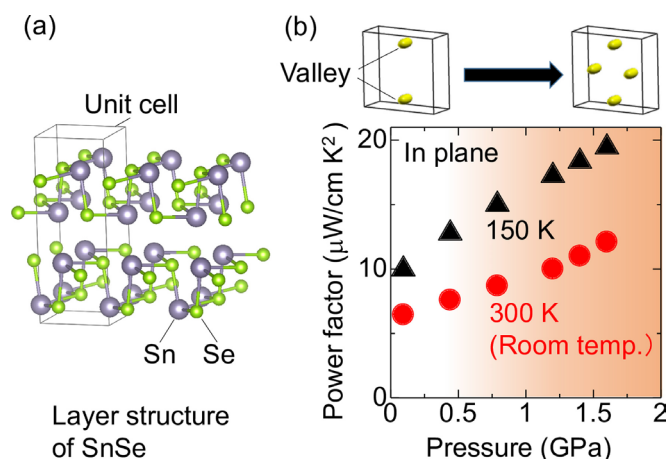 (a)
Unit cell
Sn
Se
Layer structure
of SnSe
(b)
Valley
In plane
150 K
300 K
(Room temp.)
Power factor (μW/cm K²)
20
10
0
0
0.5
1
1.5
2
Pressure (GPa)